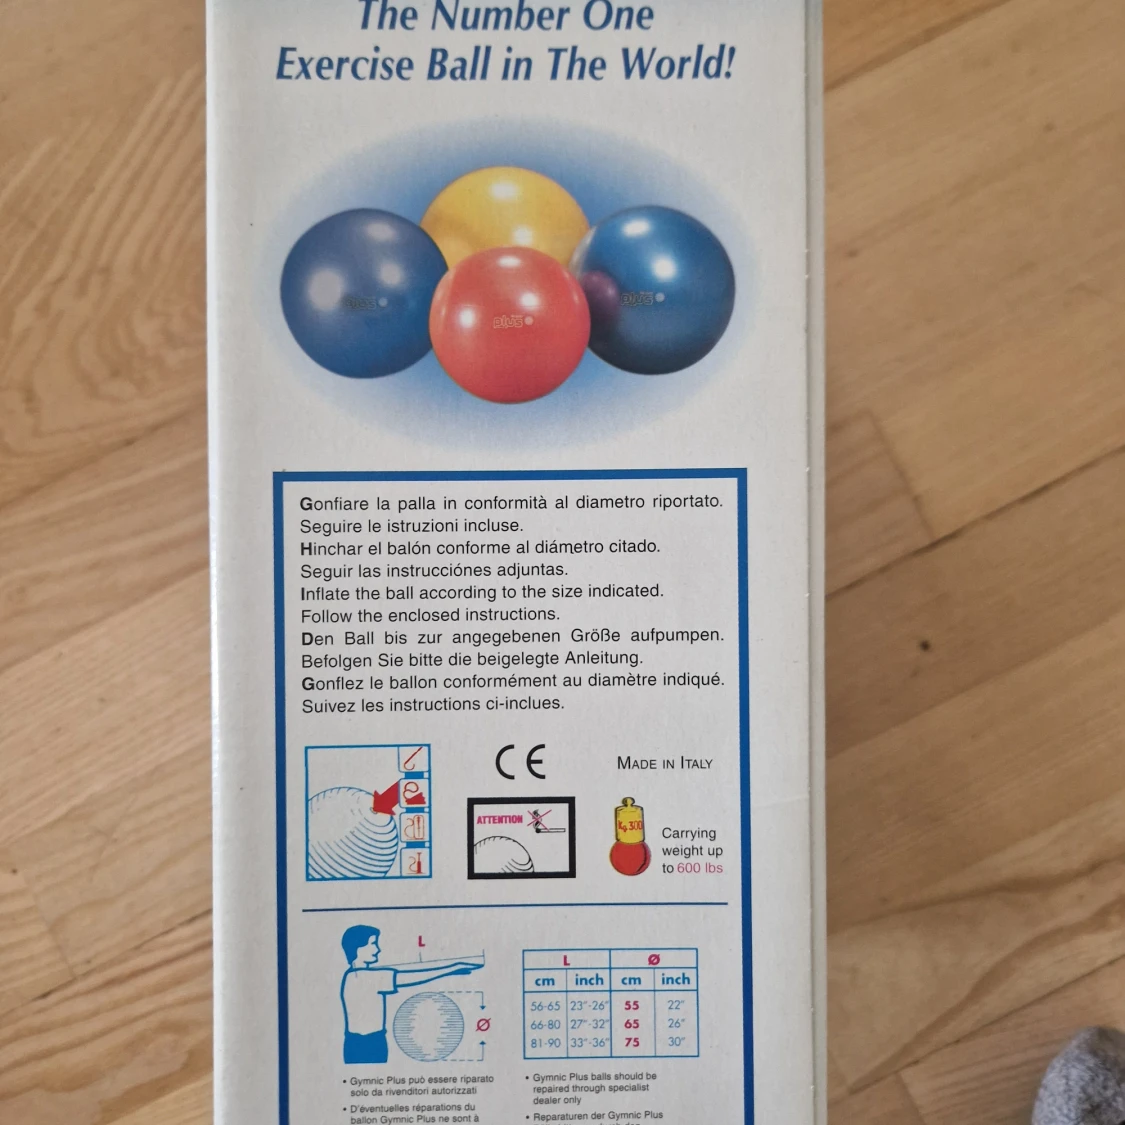 The Number One
Exercise Ball in The World!
Plus
Plus
Plus
Gonfiare la palla in conformità al diametro riportato.
Seguire le istruzioni incluse.
Hinchar el balón conforme al diámetro citado.
Seguir las instrucciónes adjuntas.
Inflate the ball according to the size indicated.
Follow the enclosed instructions.
Den Ball bis zur angegebenen Größe aufpumpen.
Befolgen Sie bitte die beigelegte Anleitung.
Gonflez le ballon conformément au diamètre indiqué.
Suivez les instructions ci-inclues.
CE
MADE IN ITALY
ATTENTION
Kg 300
Carrying
weight up
to 600 lbs
L
Ø
L Ø
cm inch cm inch
56-65 23"-26" 55 22"
66-80 27"-32" 65 26"
81-90 33"-36" 75 30"
• Gymnic Plus può essere riparato
solo da rivenditori autorizzati
• D'éventuelles réparations du
ballon Gymnic Plus ne sont à
• Gymnic Plus balls should be
repaired through specialist
dealer only
• Reparaturen der Gymnic Plus